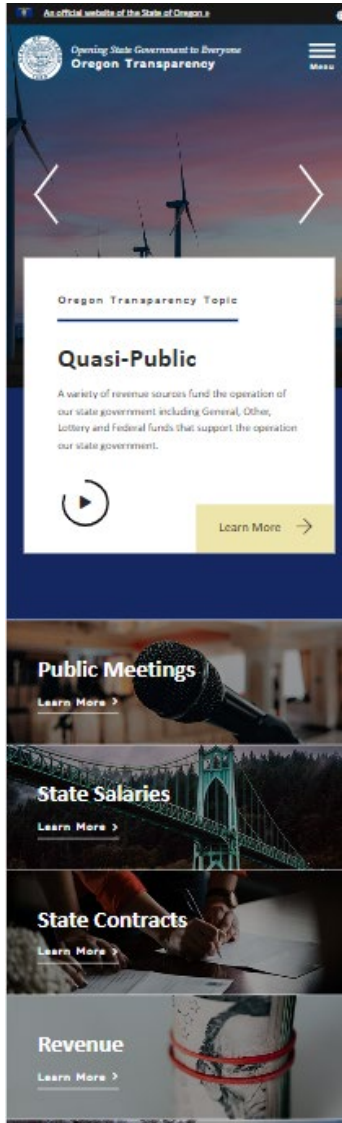 An official website of the State of Oregon »
Opening State Government to Everyone
Oregon Transparency
Menu
Oregon Transparency Topic
Quasi-Public
A variety of revenue sources fund the operation of
our state government including General, Other,
Lottery and Federal funds that support the operation
our state government.
Learn More
Public Meetings
Learn More
State Salaries
Learn More
State Contracts
Learn More
Revenue
Learn More